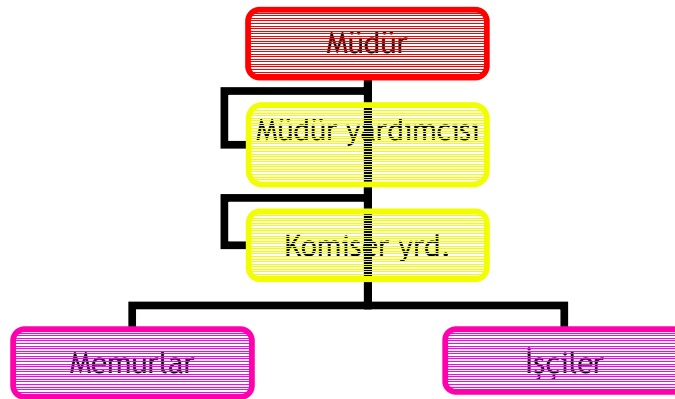 Müdür
Müdür yardımcısı
Komiser yrd.
Memurlar
İşçiler